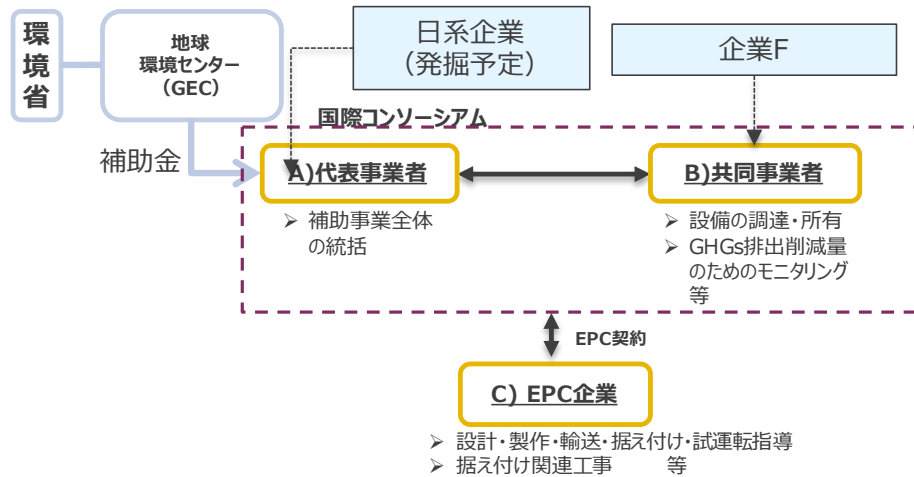 環境省
地球
環境センター
（GEC）
日系企業
（発掘予定）
企業F
国際コンソーシアム
補助金
A)代表事業者
B)共同事業者
➢ 補助事業全体
の統括
➢ 設備の調達・所有
➢ GHGs排出削減量
のためのモニタリング
等
EPC契約
C) EPC企業
➢ 設計・製作・輸送・据え付け・試運転指導
➢ 据え付け関連工事　　等